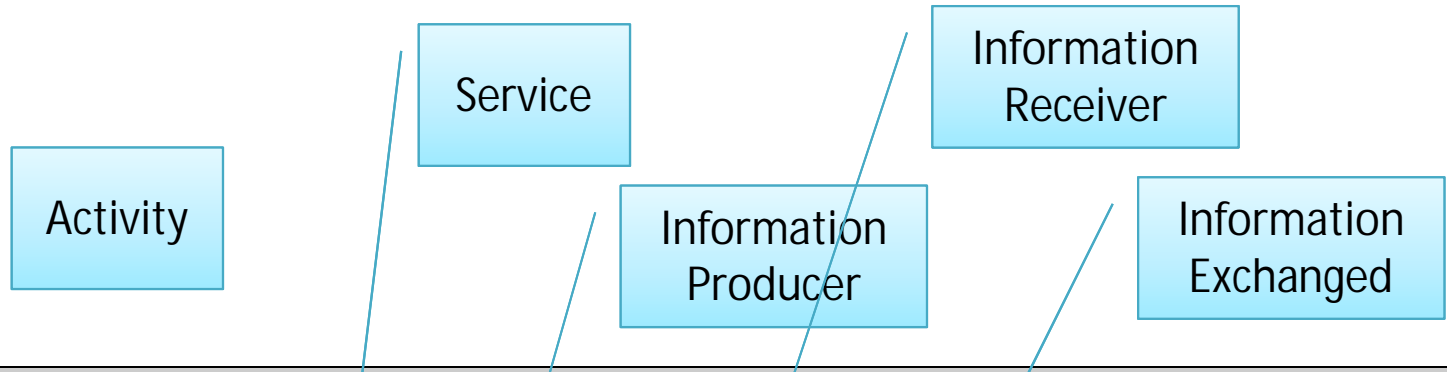 Activity
Service
Information
Producer
Information
Receiver
Information
Exchanged